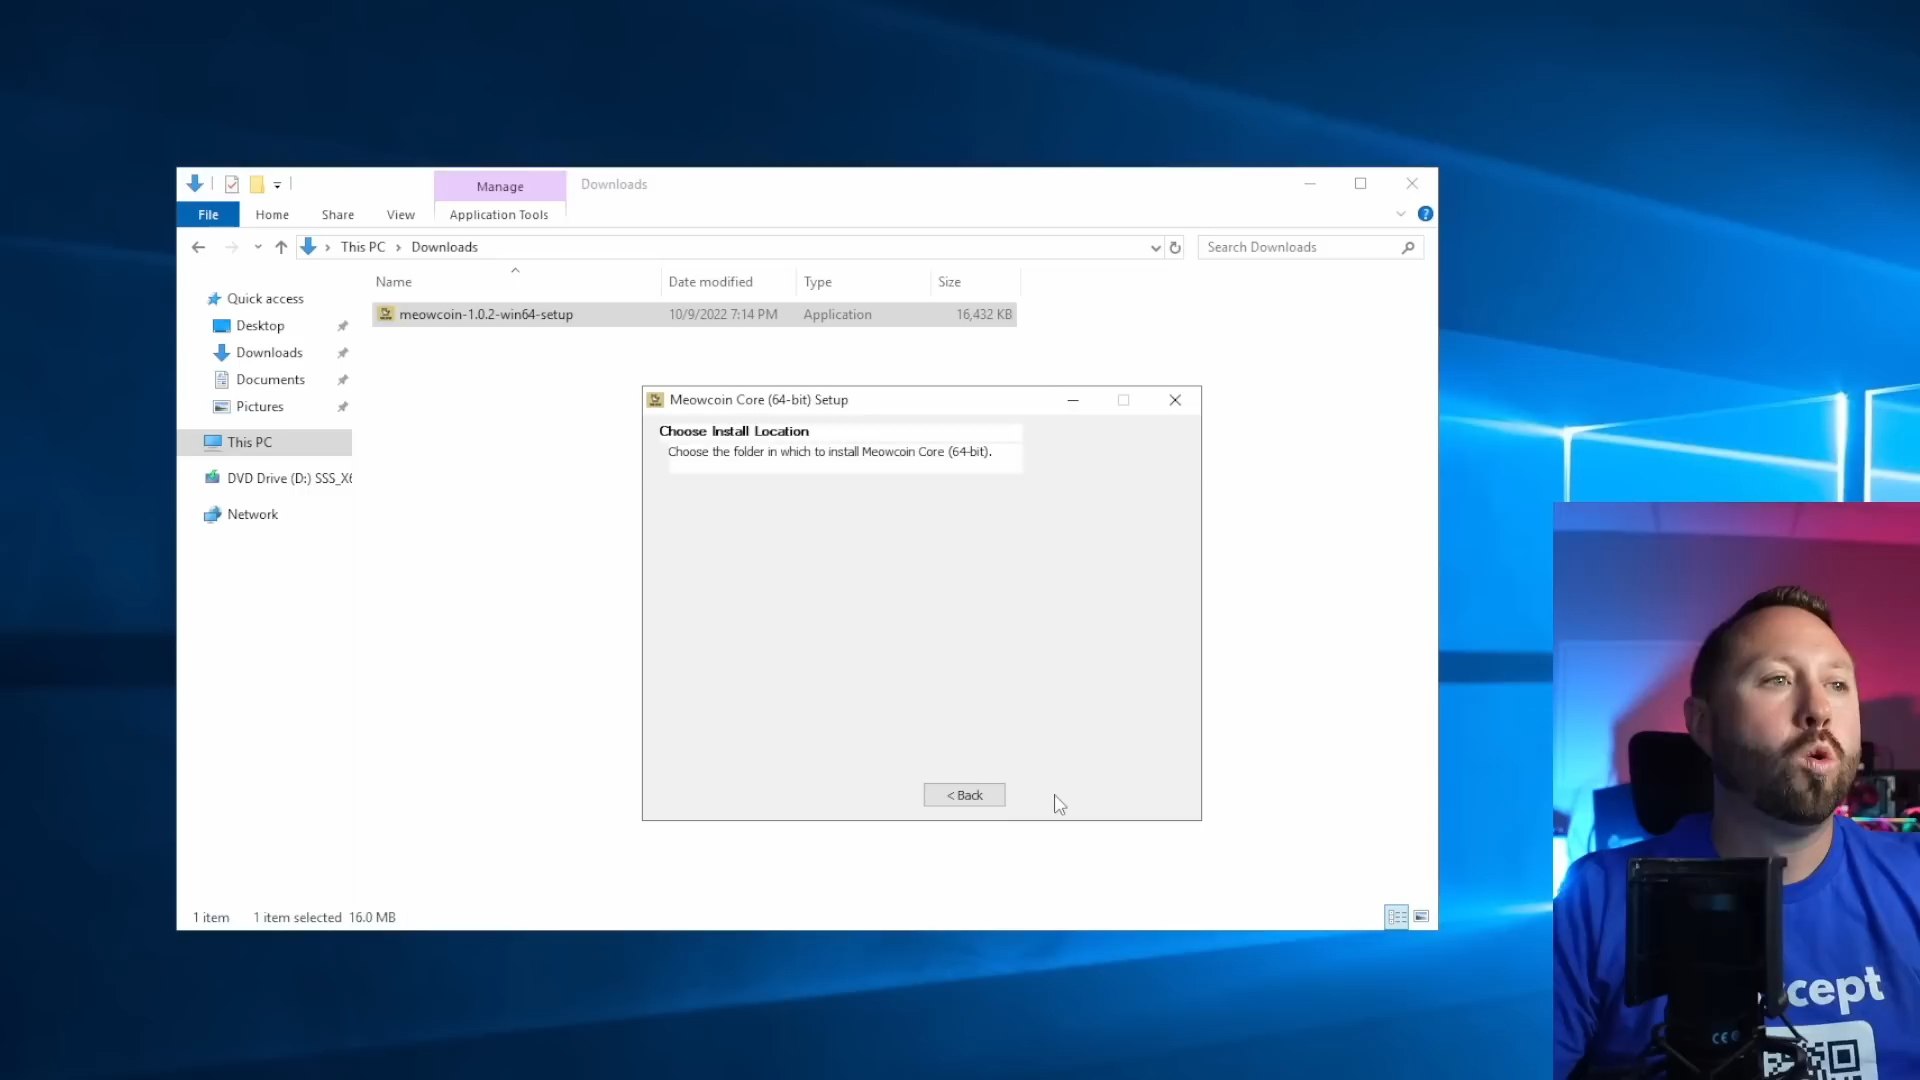 Manage
Downloads
File
Home
Share
View
Application Tools
This PC
Downloads
Search Downloads
Name
Date modified
Type
Size
meowcoin-1.0.2-win64-setup
10/9/2022 7:14 PM
Application
16,432 KB
Quick access
Desktop
Downloads
Documents
Pictures
This PC
DVD Drive (D:) SSS_X6
Network
Meowcoin Core (64-bit) Setup
Choose Install Location
Choose the folder in which to install Meowcoin Core (64-bit).
< Back
1 item
1 item selected
16.0 MB
cept
CE